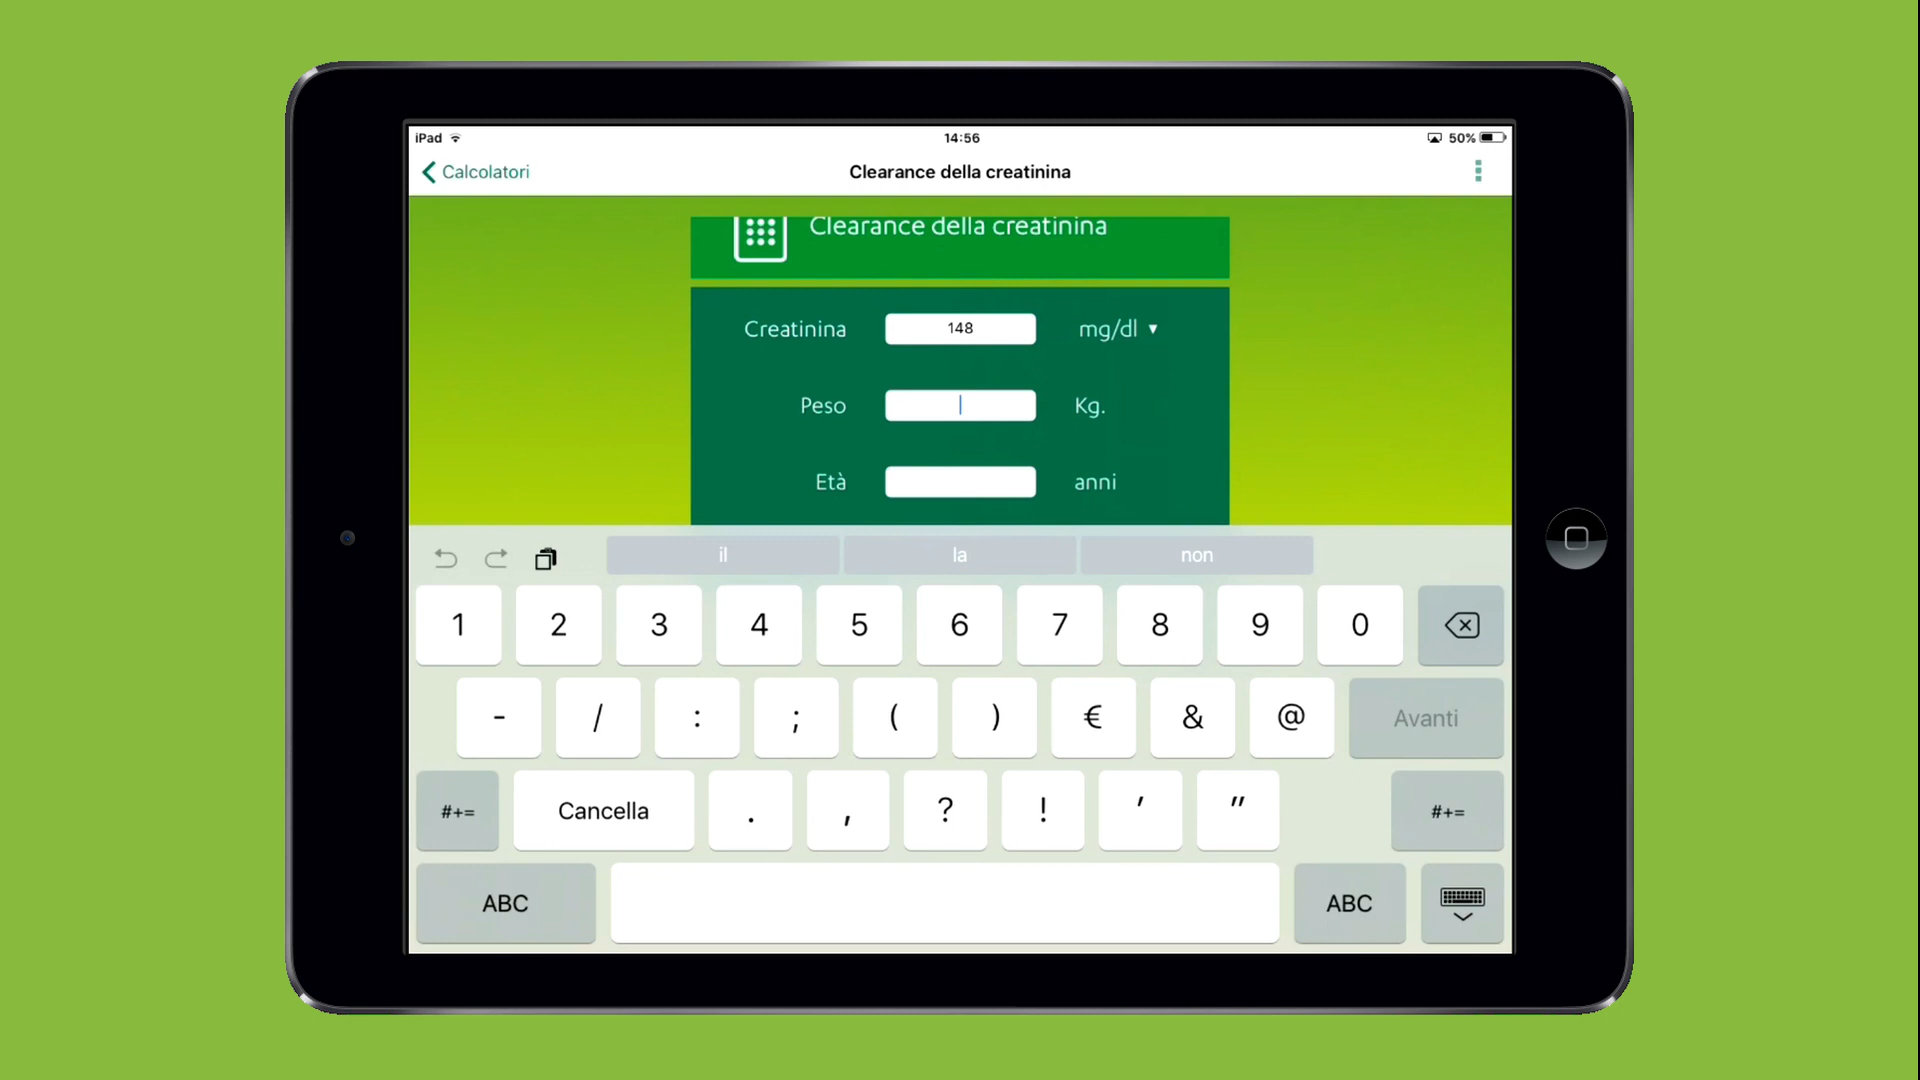 iPad 14:56 50%
Calcolatori Clearance della creatinina
Clearance della creatinina
Creatinina 148 mg/dl ▼
Peso Kg.
Età anni
il la non
1 2 3 4 5 6 7 8 9 0
- / : ; ( ) € & @ Avanti
#+= Cancella . , ? ! ' " #+=
ABC ABC